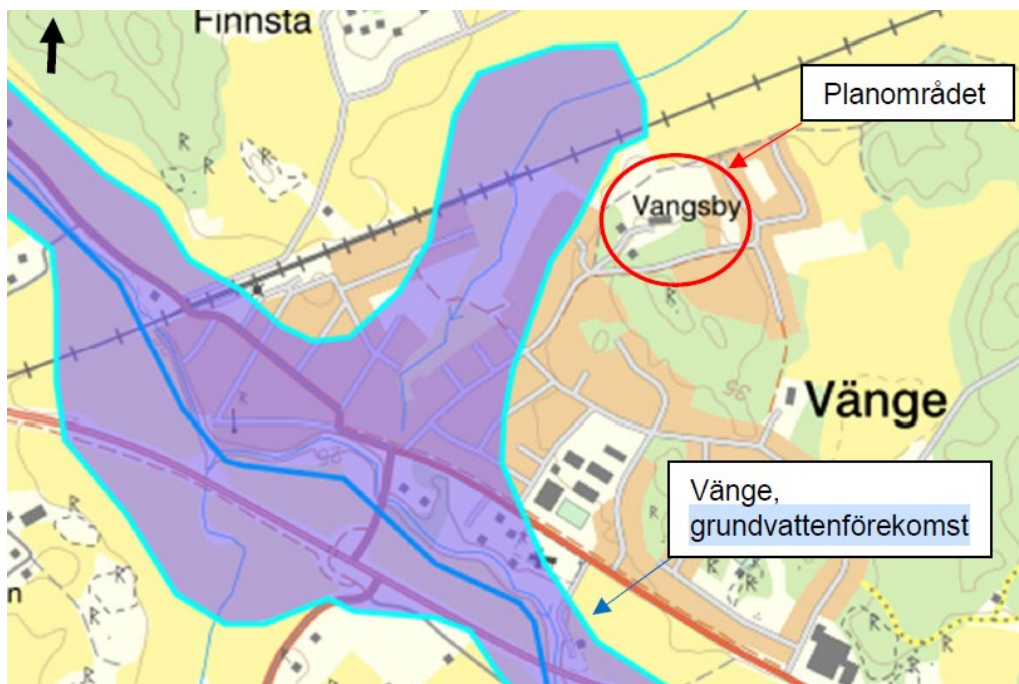 Finnsta
Planområdet
Vangsby
Vänge
Vänge,
grundvattenförekomst
n